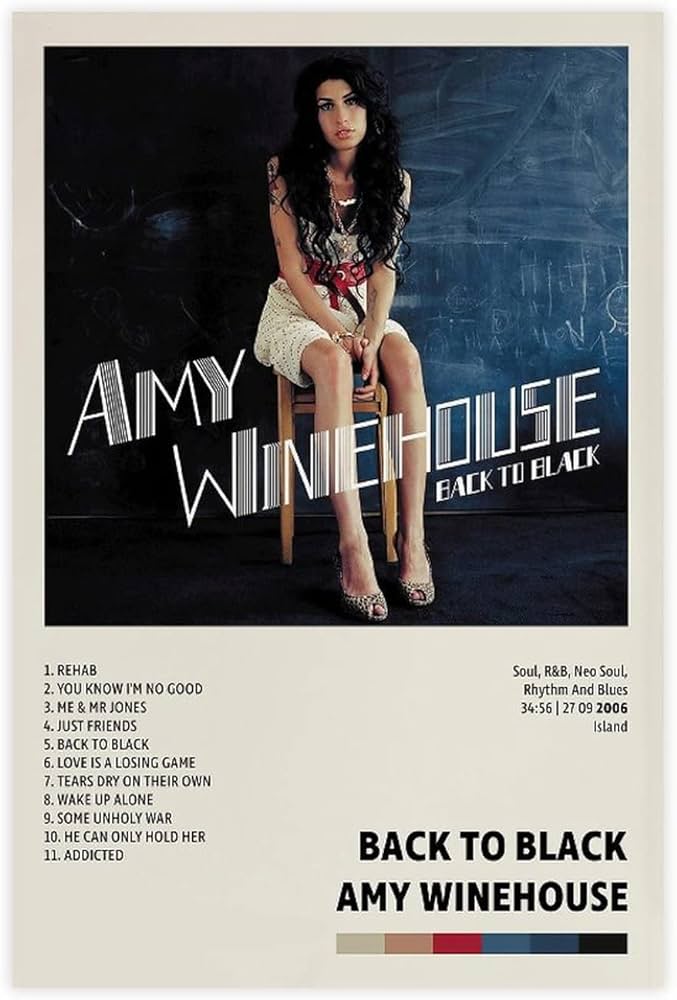 AMY
WINEHOUSE
BACK TO BLACK
1. REHAB
2. YOU KNOW I'M NO GOOD
3. ME & MR JONES
4. JUST FRIENDS
5. BACK TO BLACK
6. LOVE IS A LOSING GAME
7. TEARS DRY ON THEIR OWN
8. WAKE UP ALONE
9. SOME UNHOLY WAR
10. HE CAN ONLY HOLD HER
11. ADDICTED
Soul, R&B, Neo Soul,
Rhythm And Blues
34:56 | 27 09 2006
Island
BACK TO BLACK
AMY WINEHOUSE